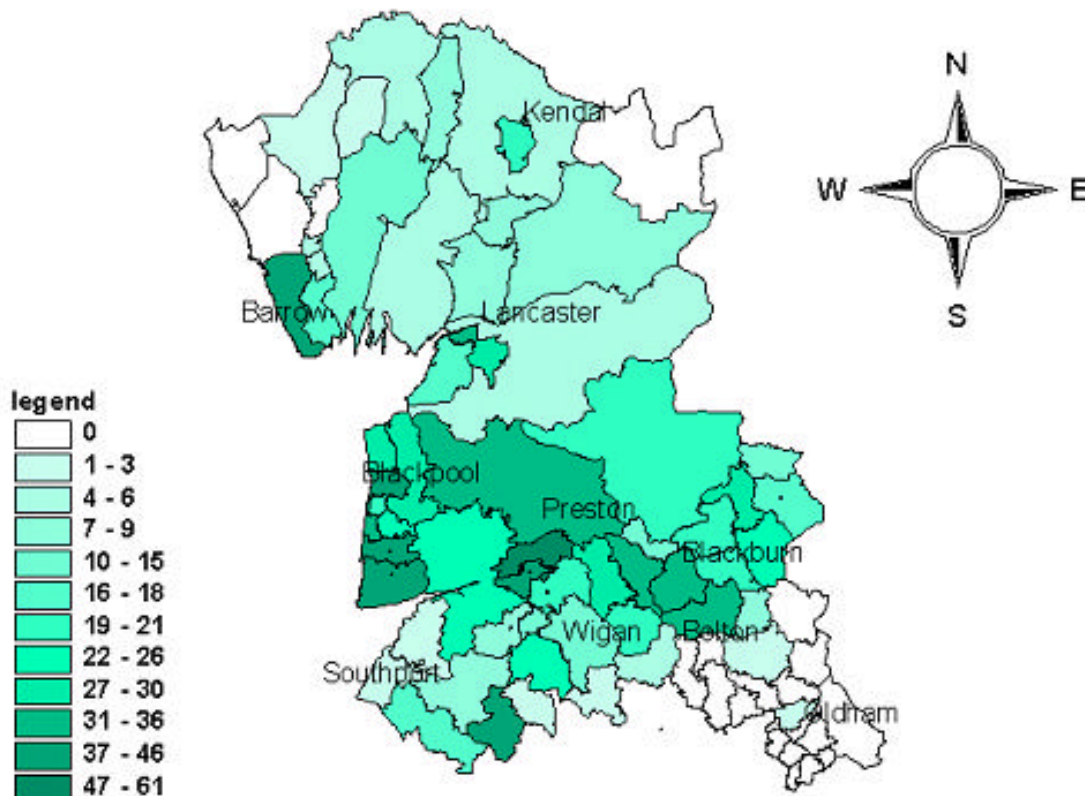 N
Kendal
W
E
S
Barrow
Lancaster
legend
0
1 - 3
4 - 6
7 - 9
10 - 15
16 - 18
19 - 21
22 - 26
27 - 30
31 - 36
37 - 46
47 - 61
Blackpool
Preston
Blackburn
Wigan
Bolton
Southport
Oldham